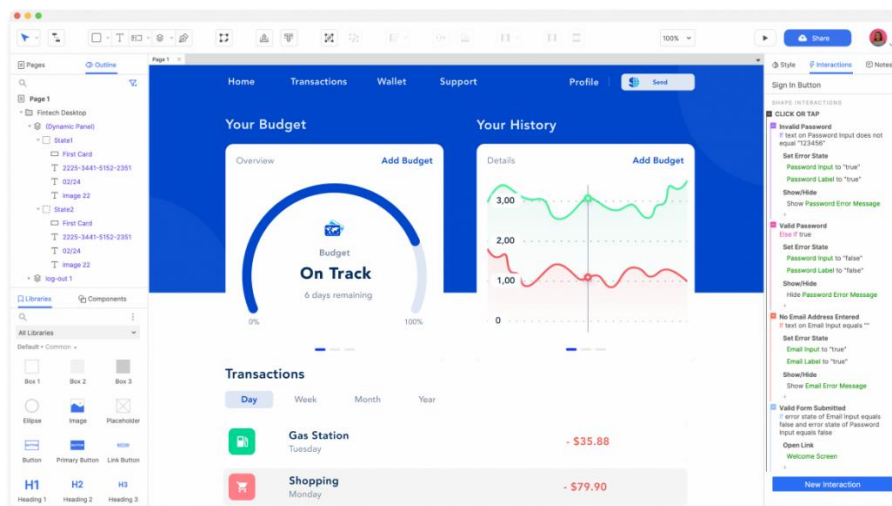 100%
Share
Pages
Outline
Page 1
Page 1
Fintech Desktop
(Dynamic Panel)
State1
First Card
2225-3441-5152-2351
02/24
image 22
State2
First Card
2225-3441-5152-2351
02/24
image 22
log-out 1
Libraries
Components
All Libraries
Default • Common
Box 1
Box 2
Box 3
Ellipse
Image
Placeholder
Button
Primary Button
Link Button
H1
H2
H3
Heading 1
Heading 2
Heading 3
Home
Transactions
Wallet
Support
Profile
Send
Your Budget
Overview
Add Budget
Budget
On Track
6 days remaining
0%
100%
Your History
Details
Add Budget
3,00
2,00
1,00
0
Transactions
Day
Week
Month
Year
Gas Station
Tuesday
- $35.88
Shopping
Monday
- $79.90
Style
Interactions
Notes
Sign In Button
SHAPE INTERACTIONS
CLICK OR TAP
Invalid Password
If text on Password Input does not
equal "123456"
Set Error State
Password Input to "true"
Password Label to "true"
Show/Hide
Show Password Error Message
Valid Password
Else If true
Set Error State
Password Input to "false"
Password Label to "false"
Show/Hide
Hide Password Error Message
No Email Address Entered
If text on Email Input equals ""
Set Error State
Email Input to "true"
Email Label to "true"
Show/Hide
Show Email Error Message
Valid Form Submitted
If error state of Email Input equals
false and error state of Password
Input equals false
Open Link
Welcome Screen
New Interaction